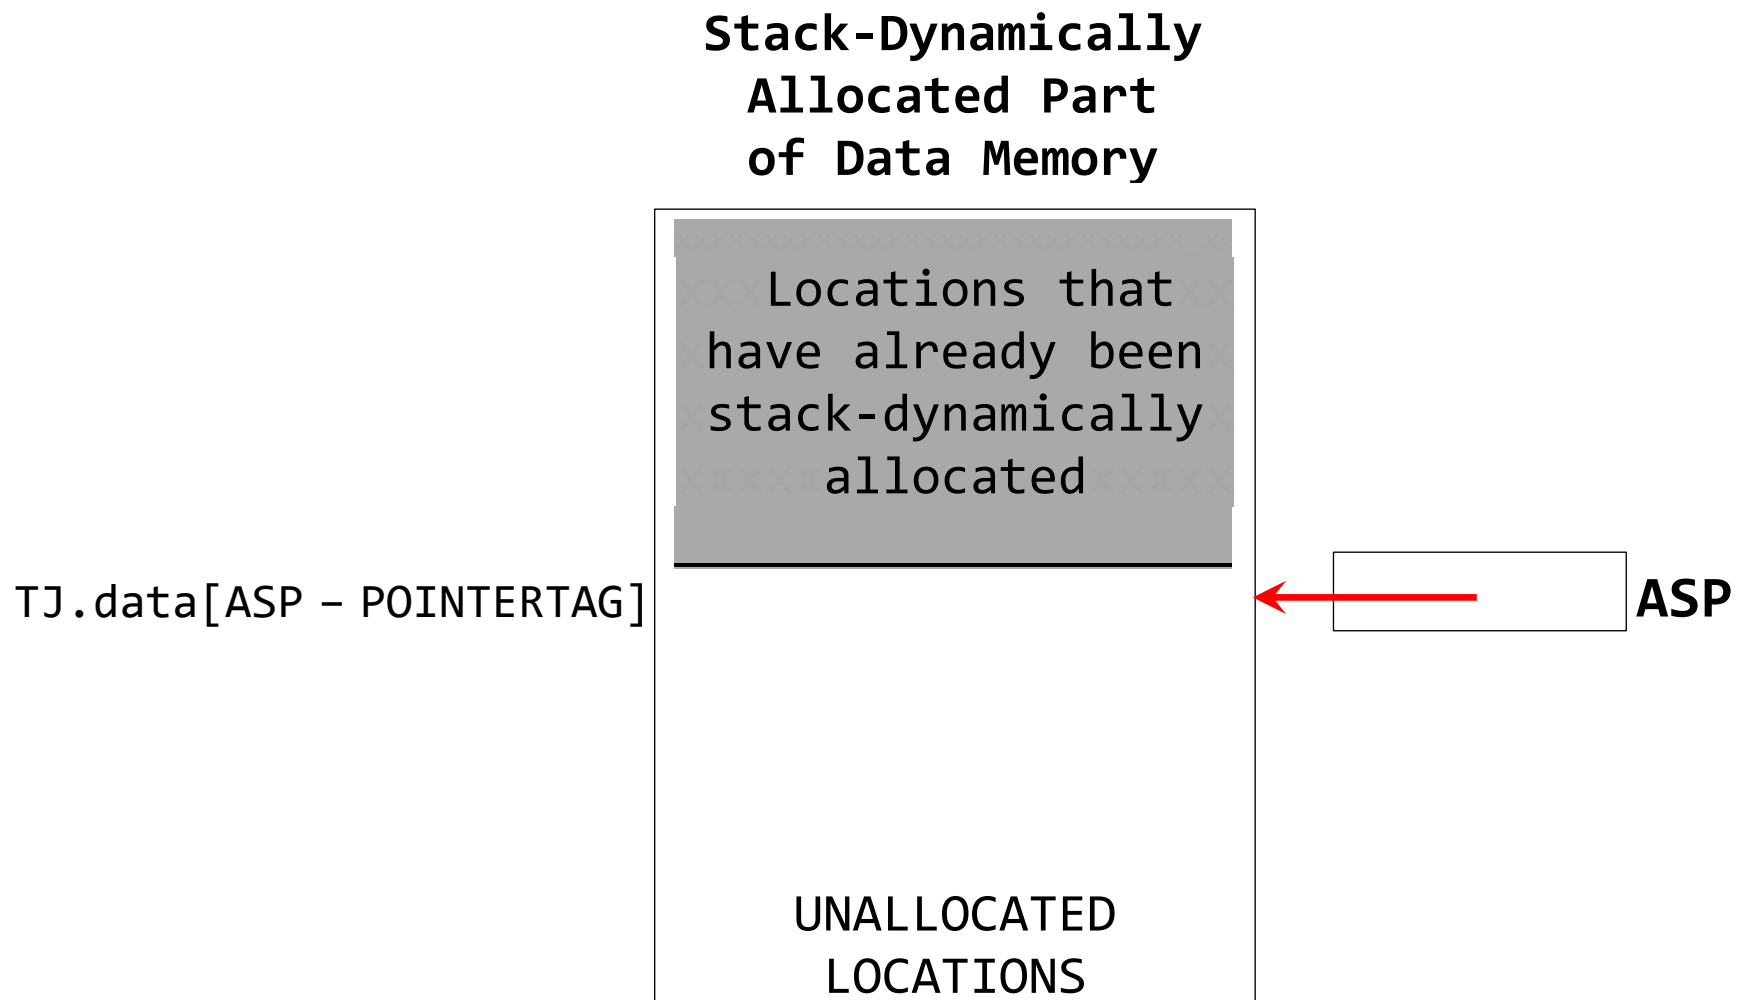 Stack-Dynamically
Allocated Part
of Data Memory
Locations that
have already been
stack-dynamically
allocated
TJ.data[ASP – POINTERTAG]
ASP
UNALLOCATED
LOCATIONS